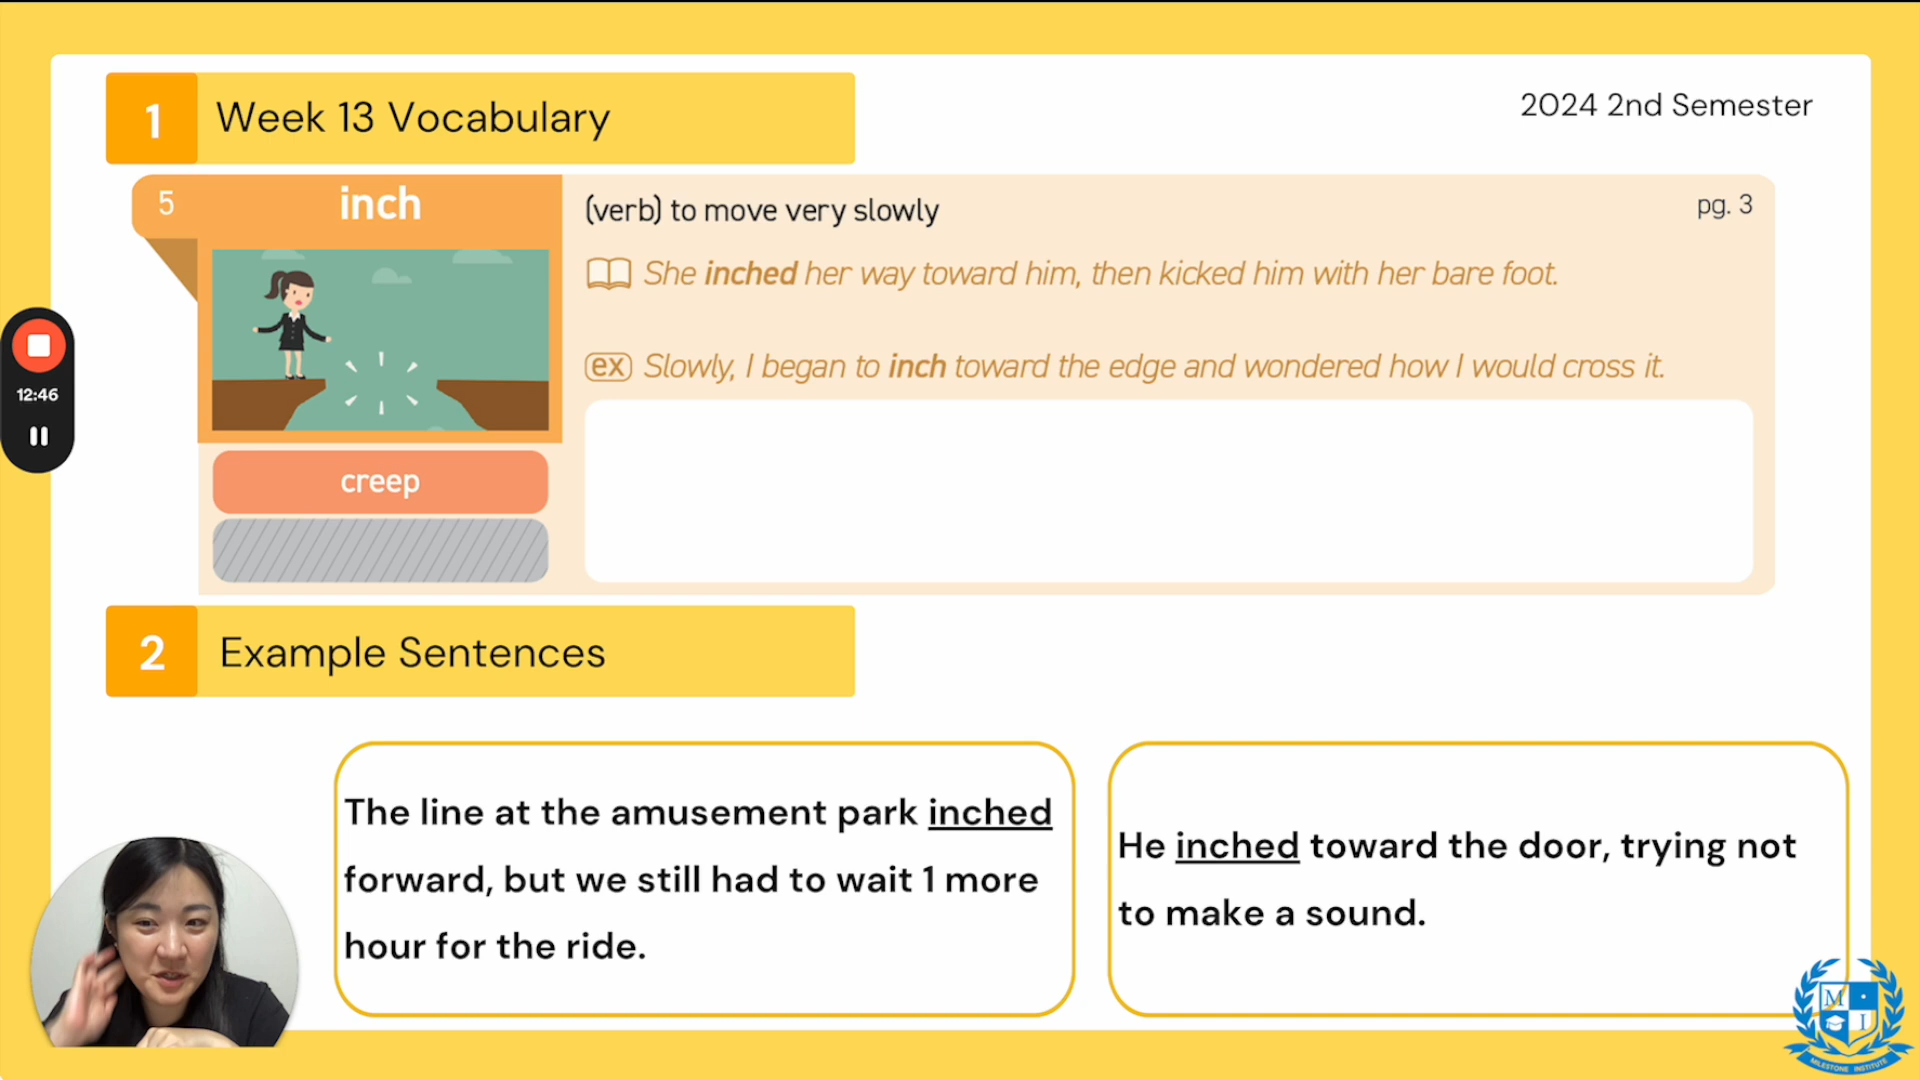 1 Week 13 Vocabulary
2024 2nd Semester
5 inch
(verb) to move very slowly
pg. 3
She inched her way toward him, then kicked him with her bare foot.
ex Slowly, I began to inch toward the edge and wondered how I would cross it.
12:46
creep
2 Example Sentences
The line at the amusement park inched
forward, but we still had to wait 1 more
hour for the ride.
He inched toward the door, trying not
to make a sound.
M
I
MILESTONE INSTITUTE